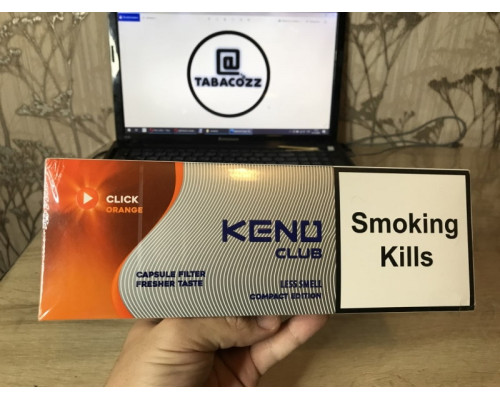 @
TABACOZZ
CLICK
ORANGE
KENO
CLUB
CAPSULE FILTER
FRESHER TASTE
LESS SMELL
COMPACT EDITION
Smoking
Kills